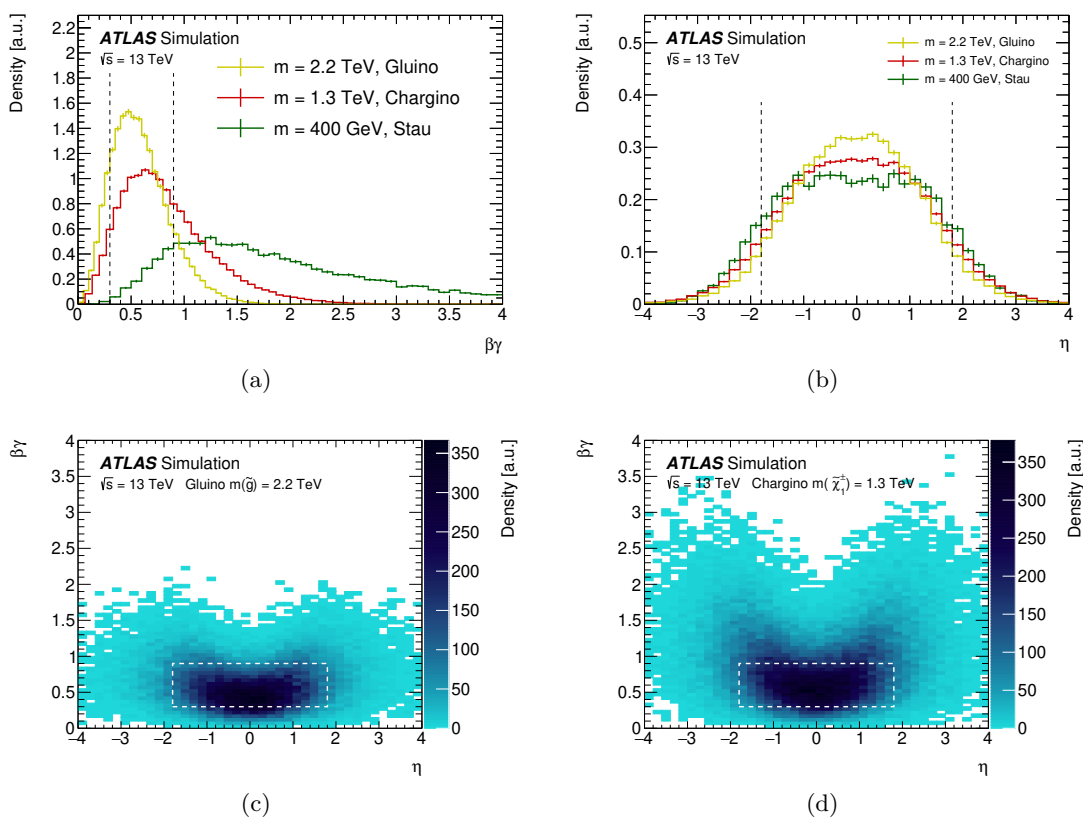 Density [a.u.]
ATLAS Simulation
√s = 13 TeV
m = 2.2 TeV, Gluino
m = 1.3 TeV, Chargino
m = 400 GeV, Stau
2.2
2
1.8
1.6
1.4
1.2
1
0.8
0.6
0.4
0.2
0
0 0.5 1 1.5 2 2.5 3 3.5 4
βγ
(a)
Density [a.u.]
ATLAS Simulation
√s = 13 TeV
m = 2.2 TeV, Gluino
m = 1.3 TeV, Chargino
m = 400 GeV, Stau
0.5
0.4
0.3
0.2
0.1
0
−4 −3 −2 −1 0 1 2 3 4
η
(b)
βγ
ATLAS Simulation
√s = 13 TeV Gluino m(g̃) = 2.2 TeV
4
3.5
3
2.5
2
1.5
1
0.5
0
−4 −3 −2 −1 0 1 2 3 4
η
350
300
250
200
150
100
50
0
Density [a.u.]
(c)
βγ
ATLAS Simulation
√s = 13 TeV Chargino m(χ̃₁±) = 1.3 TeV
4
3.5
3
2.5
2
1.5
1
0.5
0
−4 −3 −2 −1 0 1 2 3 4
η
350
300
250
200
150
100
50
0
Density [a.u.]
(d)